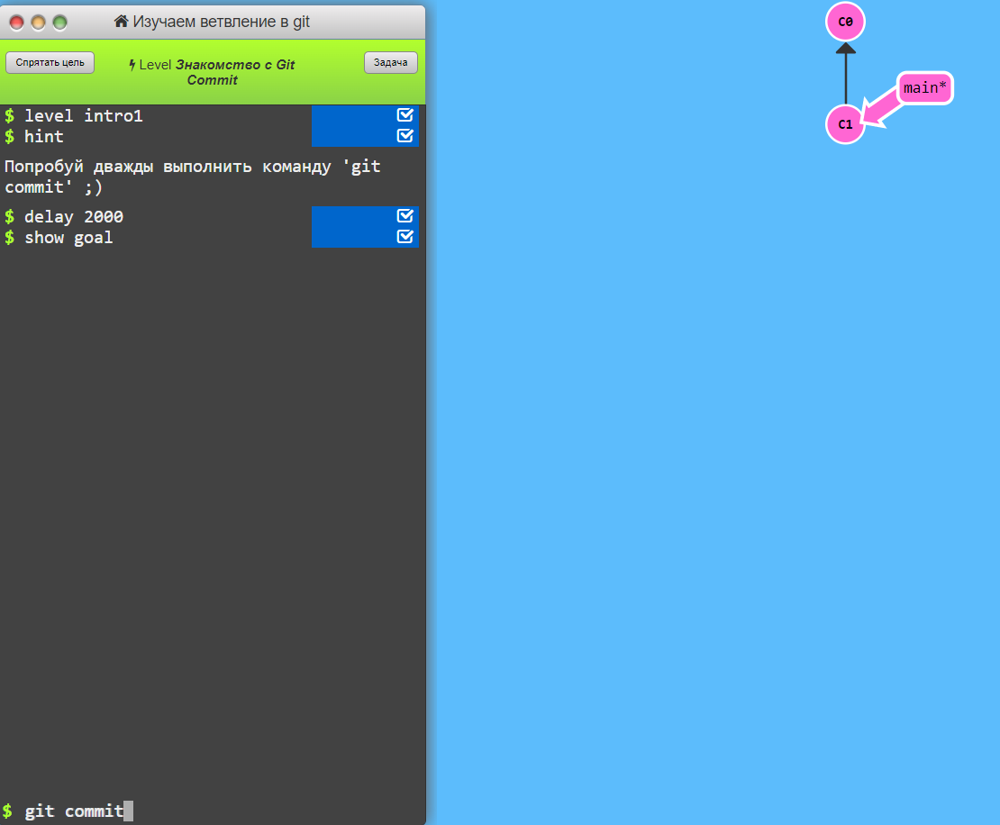 Изучаем ветвление в git
Спрятать цель
Level Знакомство с Git
Commit
Задача
$ level intro1
$ hint
Попробуй дважды выполнить команду 'git
commit' ;)
$ delay 2000
$ show goal
$ git commit
C0
main*
C1